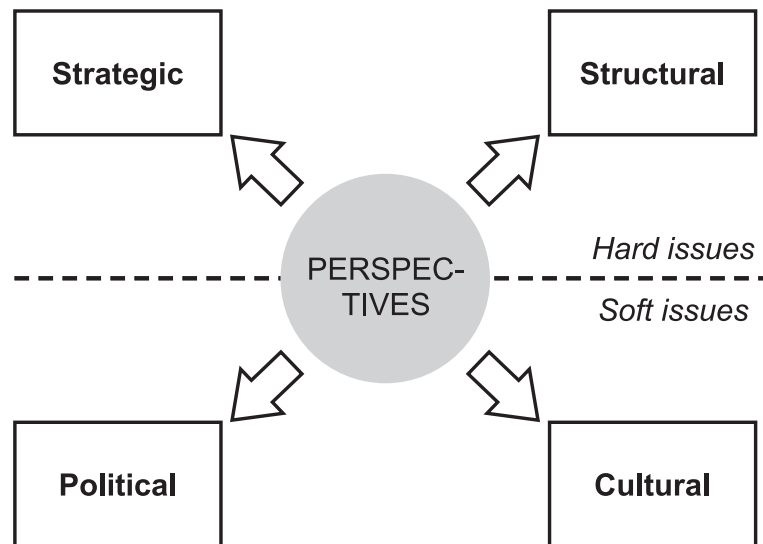 Strategic
Structural
Hard issues
PERSPEC-
TIVES
Soft issues
Political
Cultural